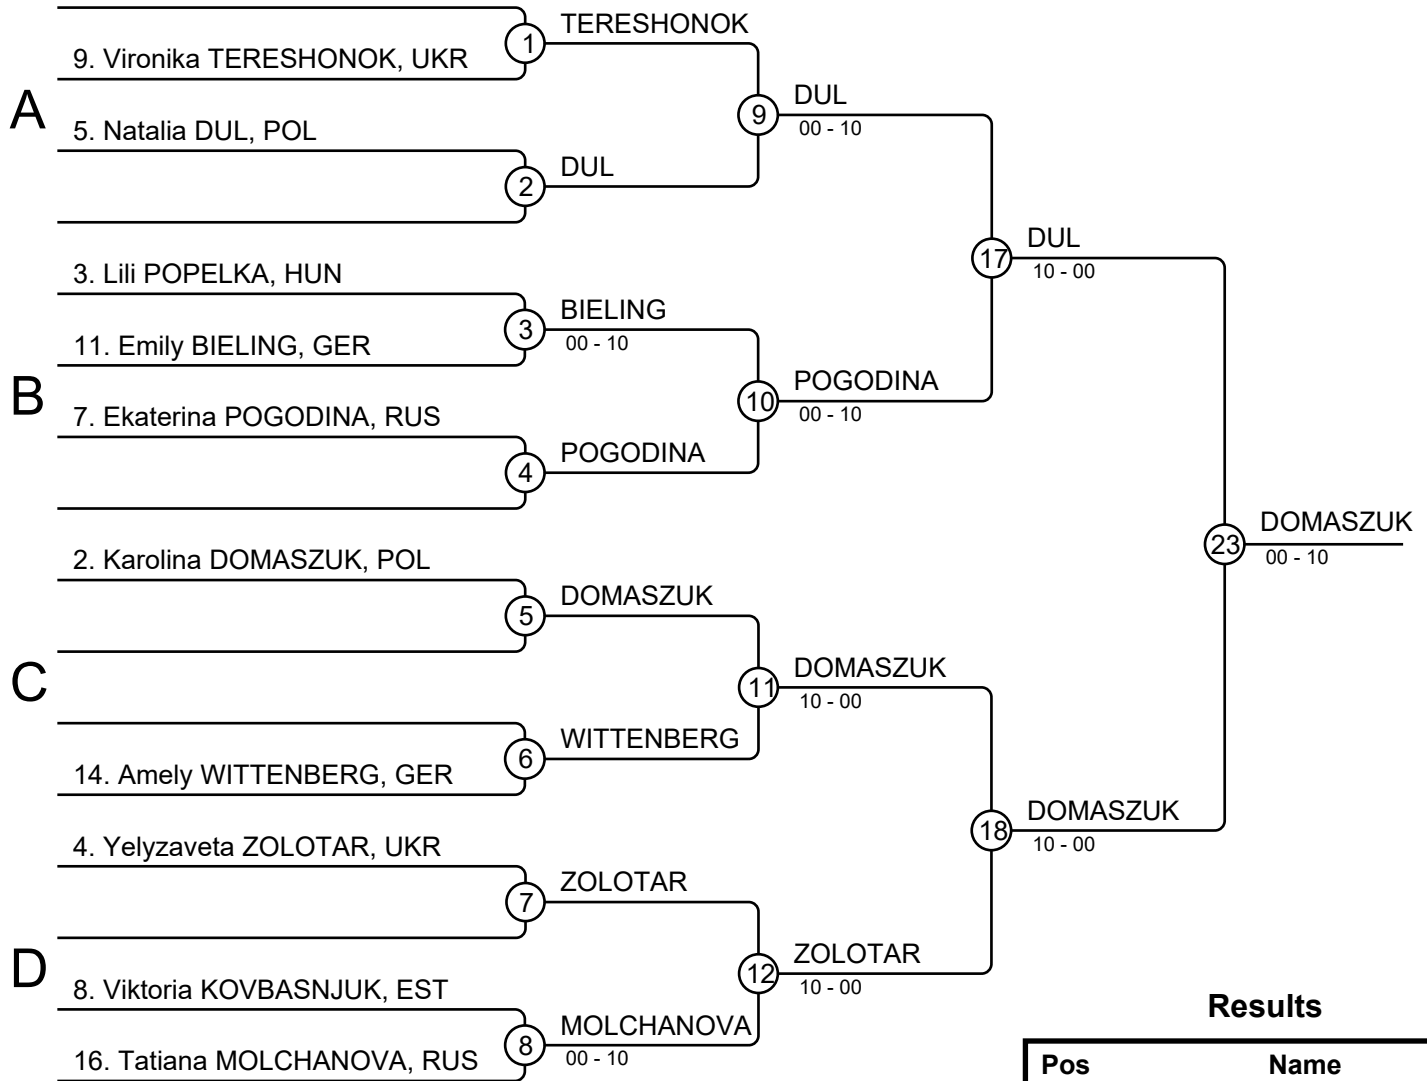 TERESHONOK
1
9. Vironika TERESHONOK, UKR
DUL
9
00 - 10
A
5. Natalia DUL, POL
DUL
2
DUL
17
10 - 00
3. Lili POPELKA, HUN
BIELING
3
00 - 10
11. Emily BIELING, GER
POGODINA
10
00 - 10
B
7. Ekaterina POGODINA, RUS
POGODINA
4
DOMASZUK
23
00 - 10
2. Karolina DOMASZUK, POL
DOMASZUK
5
DOMASZUK
11
10 - 00
C
WITTENBERG
6
14. Amely WITTENBERG, GER
DOMASZUK
18
10 - 00
4. Yelyzaveta ZOLOTAR, UKR
ZOLOTAR
7
ZOLOTAR
12
10 - 00
D
8. Viktoria KOVBASNJUK, EST
MOLCHANOVA
8
00 - 10
16. Tatiana MOLCHANOVA, RUS
Results
Pos Name